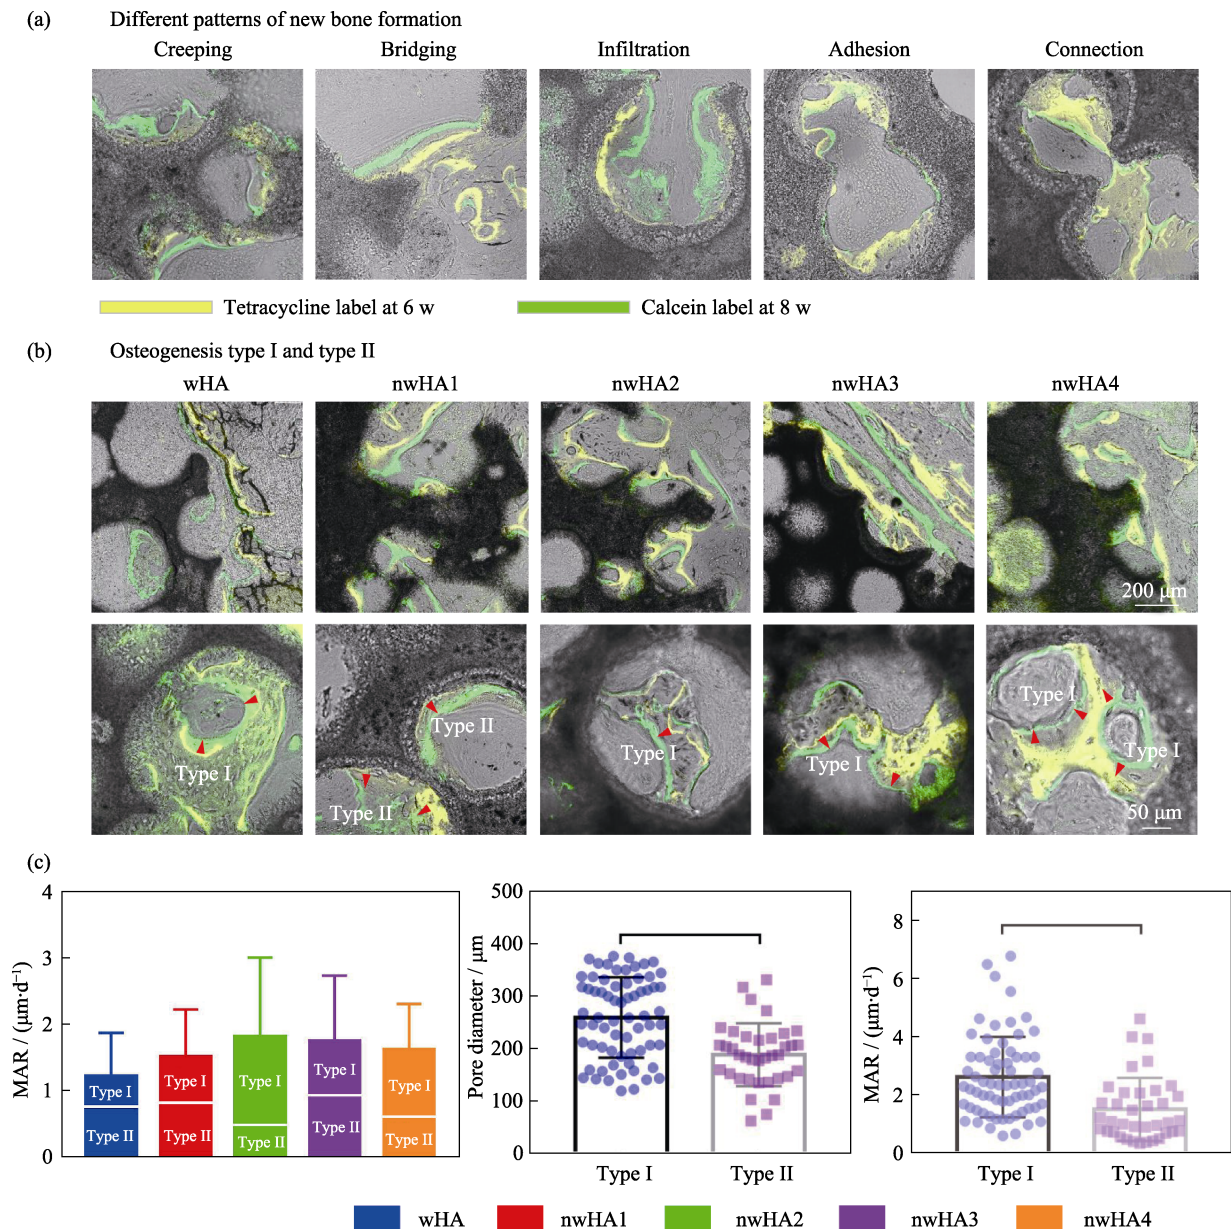 (a) Different patterns of new bone formation
Creeping Bridging Infiltration Adhesion Connection
Tetracycline label at 6 w Calcein label at 8 w
(b) Osteogenesis type I and type II
wHA nwHA1 nwHA2 nwHA3 nwHA4
200 μm
Type I Type II Type II Type I Type I Type I Type I
50 μm
(c)
MAR / (μm·d⁻¹)
4
3
2
1
0
Type I Type I Type I Type I Type I
Type II Type II Type II Type II Type II
Pore diameter / μm
500
400
300
200
100
0
Type I Type II
MAR / (μm·d⁻¹)
8
6
4
2
0
Type I Type II
wHA nwHA1 nwHA2 nwHA3 nwHA4